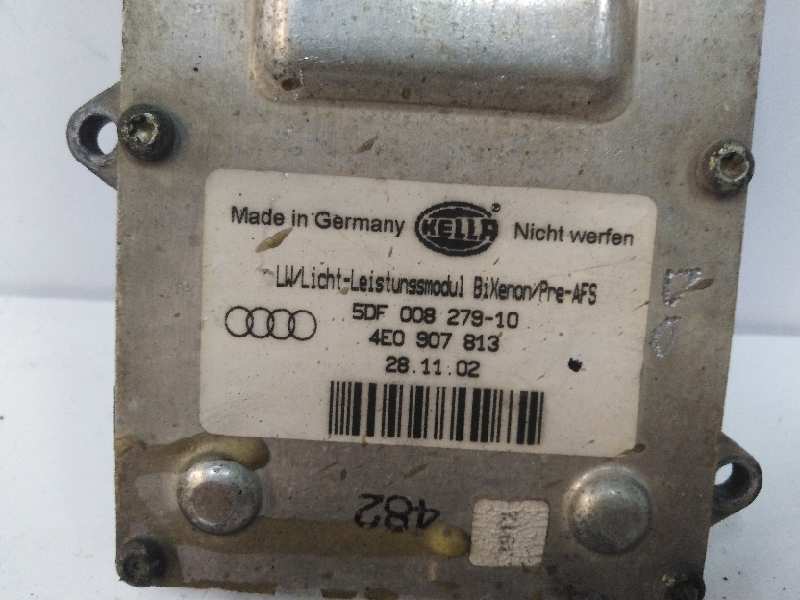 Made in Germany HELLA ® Nicht werfen
LW/Licht-Leistungsmodul BiXenon/Pre-AFS
5DF 008 279-10
4E0 907 813
28.11.02
482